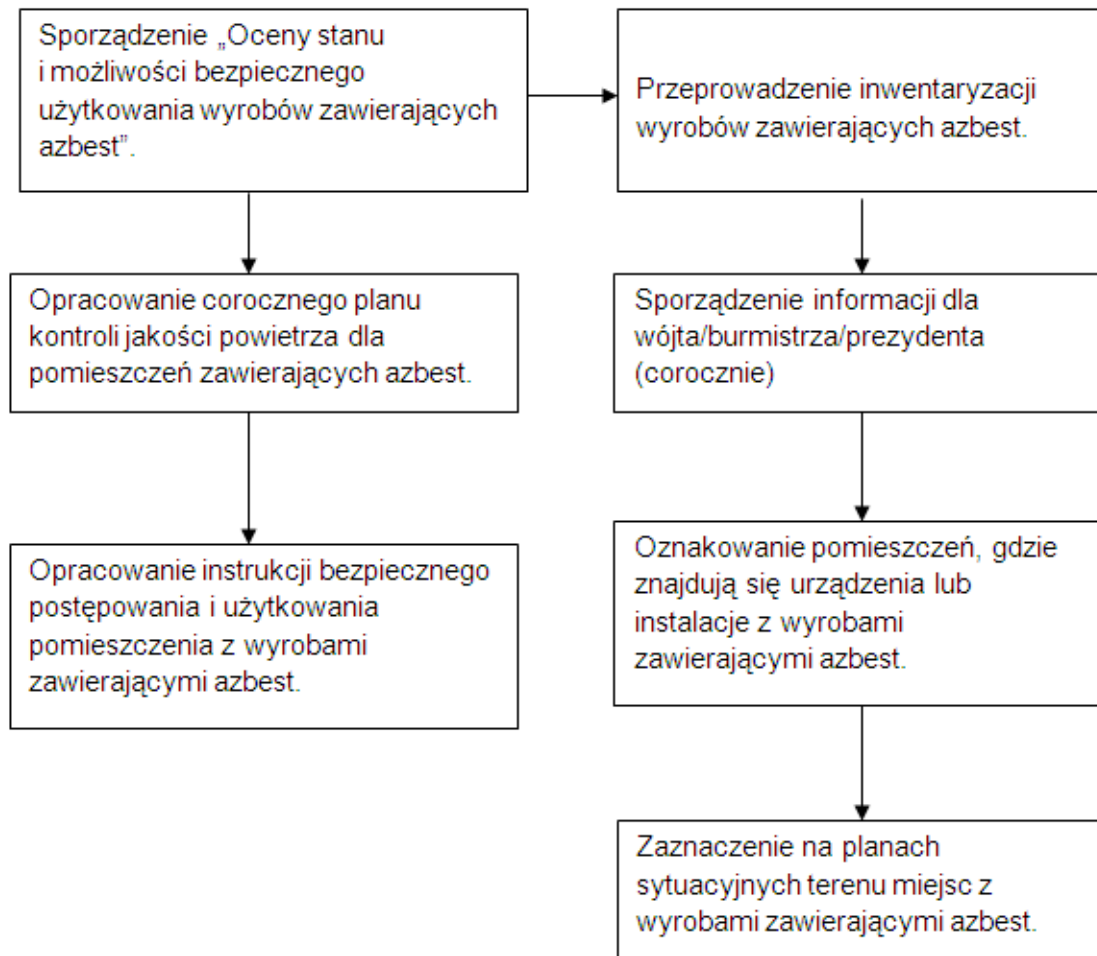 Sporządzenie „Oceny stanu
i możliwości bezpiecznego
użytkowania wyrobów zawierających
azbest”.
Przeprowadzenie inwentaryzacji
wyrobów zawierających azbest.
Opracowanie corocznego planu
kontroli jakości powietrza dla
pomieszczeń zawierających azbest.
Sporządzenie informacji dla
wójta/burmistrza/prezydenta
(corocznie)
Opracowanie instrukcji bezpiecznego
postępowania i użytkowania
pomieszczenia z wyrobami
zawierającymi azbest.
Oznakowanie pomieszczeń, gdzie
znajdują się urządzenia lub
instalacje z wyrobami
zawierającymi azbest.
Zaznaczenie na planach
sytuacyjnych terenu miejsc z
wyrobami zawierającymi azbest.